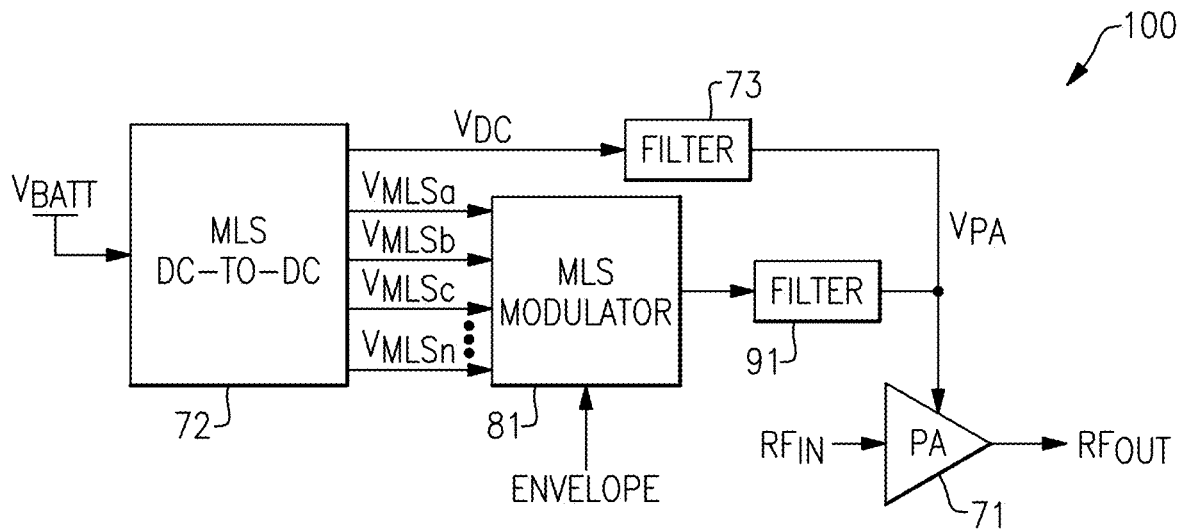 100
73
VDC
FILTER
VBATT
VMLSa
MLS
DC-TO-DC
VMLSb
VMLSc
VMLSn
MLS
MODULATOR
VPA
FILTER
91
72
81
RFIN
PA
RFOUT
ENVELOPE
71